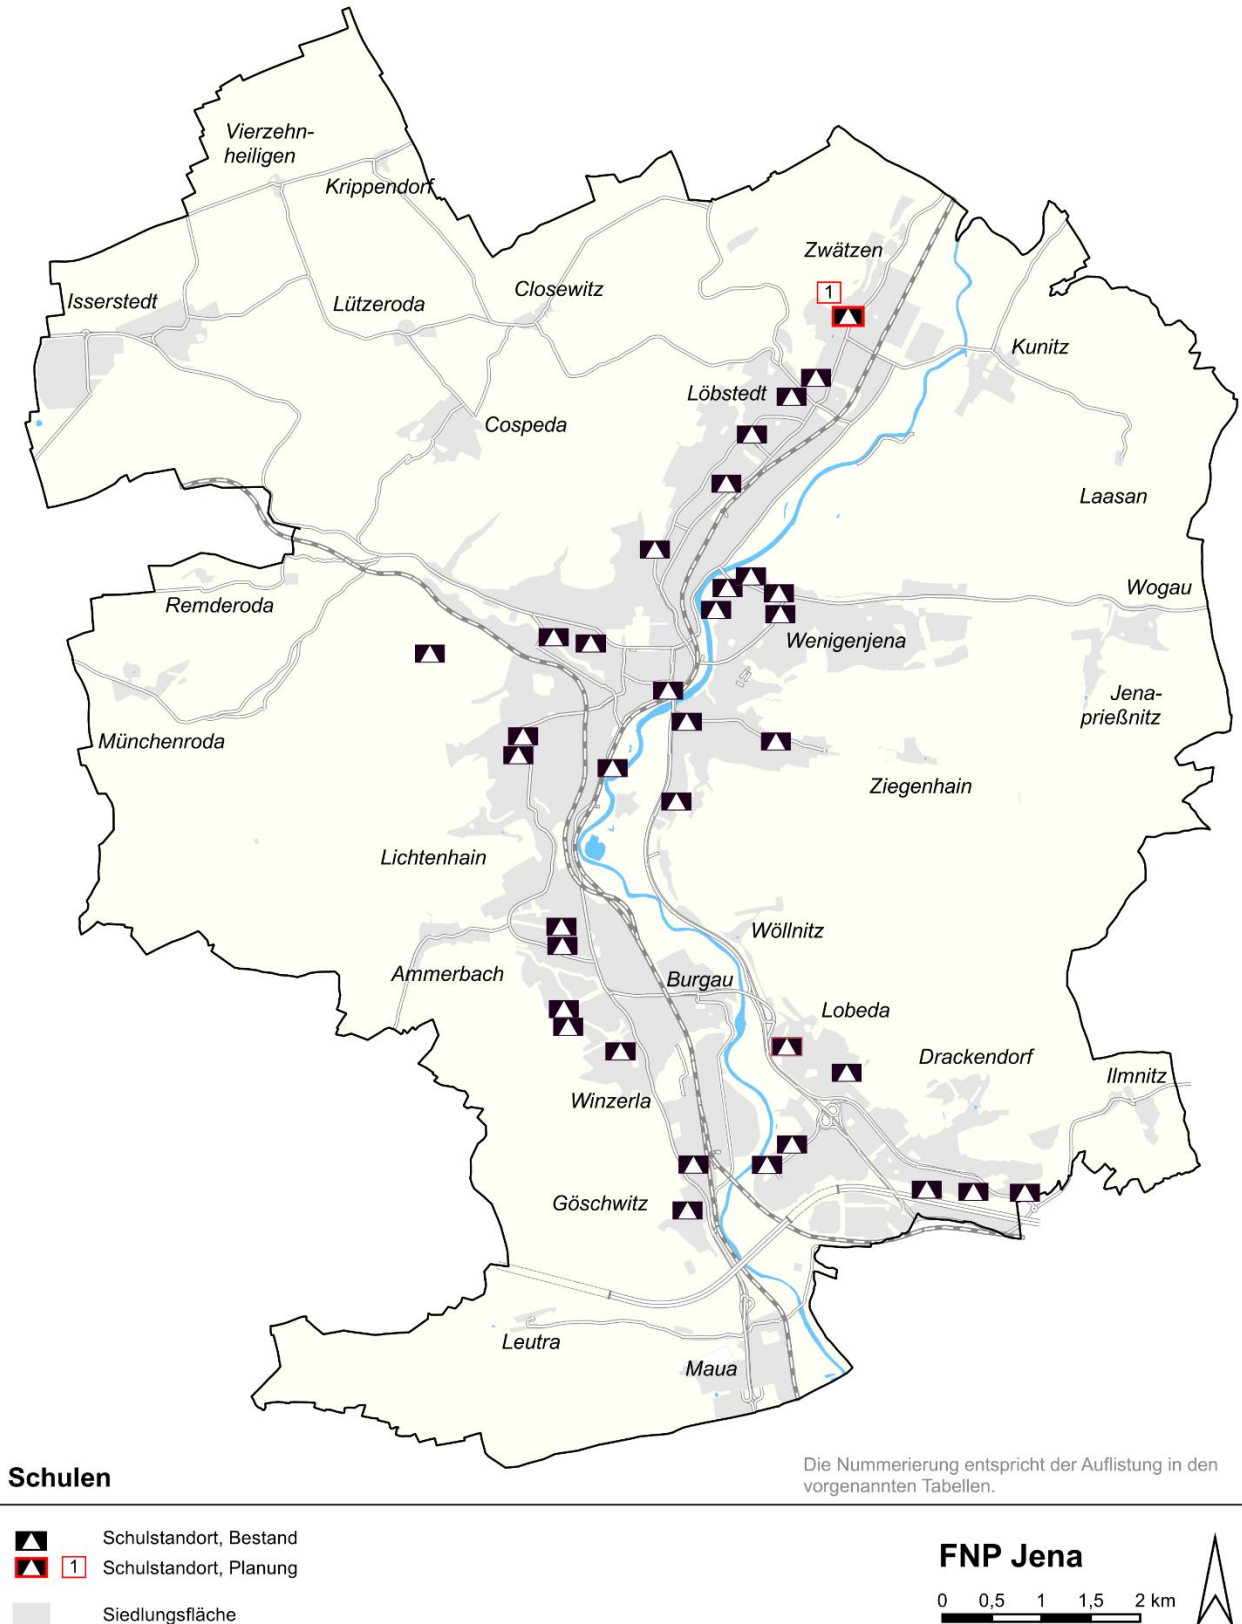 Vierzehn-
heiligen
Krippendorf
Zwätzen
Isserstedt
Lützeroda
Closewitz
1
Kunitz
Löbstedt
Cospeda
Laasan
Remderoda
Wogau
Wenigenjena
Jena-
prießnitz
Münchenroda
Ziegenhain
Lichtenhain
Wöllnitz
Ammerbach
Burgau
Lobeda
Drackendorf
Ilmnitz
Winzerla
Göschwitz
Leutra
Maua
Schulen
Die Nummerierung entspricht der Auflistung in den
vorgenannten Tabellen.
Schulstandort, Bestand
1 Schulstandort, Planung
Siedlungsfläche
FNP Jena
0 0,5 1 1,5 2 km